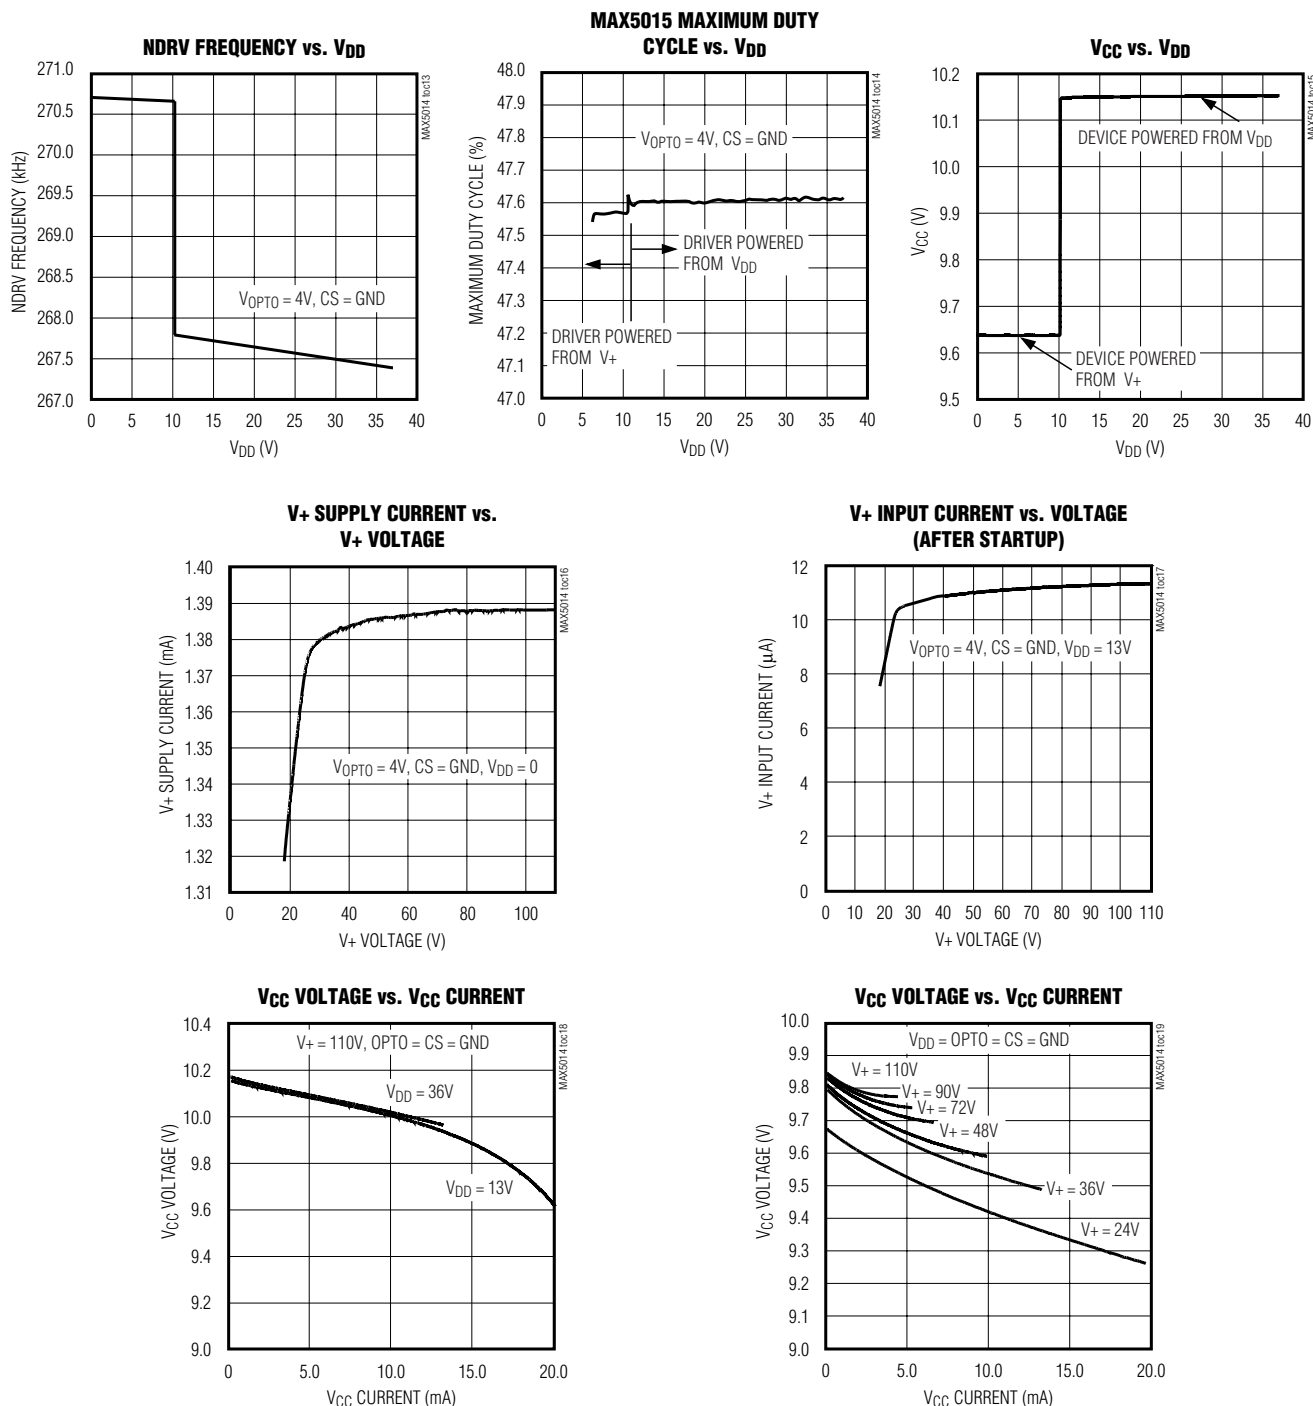 NDRV FREQUENCY vs. VDD
271.0
270.5
270.0
269.5
269.0
268.5
268.0
267.5
267.0
NDRV FREQUENCY (kHz)
VOPTO = 4V, CS = GND
0 5 10 15 20 25 30 35 40
VDD (V)
MAX5014 toc13
MAX5015 MAXIMUM DUTY
CYCLE vs. VDD
48.0
47.9
47.8
47.7
47.6
47.5
47.4
47.3
47.2
47.1
47.0
MAXIMUM DUTY CYCLE (%)
VOPTO = 4V, CS = GND
DRIVER POWERED
FROM VDD
DRIVER POWERED
FROM V+
0 5 10 15 20 25 30 35 40
VDD (V)
MAX5014 toc14
VCC vs. VDD
10.2
10.1
10.0
9.9
9.8
9.7
9.6
9.5
VCC (V)
DEVICE POWERED FROM VDD
DEVICE POWERED
FROM V+
0 5 10 15 20 25 30 35 40
VDD (V)
MAX5014 toc15
V+ SUPPLY CURRENT vs.
V+ VOLTAGE
1.40
1.39
1.38
1.37
1.36
1.35
1.34
1.33
1.32
1.31
V+ SUPPLY CURRENT (mA)
VOPTO = 4V, CS = GND, VDD = 0
0 20 40 60 80 100
V+ VOLTAGE (V)
MAX5014 toc16
V+ INPUT CURRENT vs. VOLTAGE
(AFTER STARTUP)
12
10
8
6
4
2
0
V+ INPUT CURRENT (μA)
VOPTO = 4V, CS = GND, VDD = 13V
0 10 20 30 40 50 60 70 80 90 100 110
V+ VOLTAGE (V)
MAX5014 toc17
VCC VOLTAGE vs. VCC CURRENT
10.4
10.2
10.0
9.8
9.6
9.4
9.2
9.0
VCC VOLTAGE (V)
V+ = 110V, OPTO = CS = GND
VDD = 36V
VDD = 13V
0 5.0 10.0 15.0 20.0
VCC CURRENT (mA)
MAX5014 toc18
VCC VOLTAGE vs. VCC CURRENT
10.0
9.9
9.8
9.7
9.6
9.5
9.4
9.3
9.2
9.1
9.0
VCC VOLTAGE (V)
VDD = OPTO = CS = GND
V+ = 110V
V+ = 90V
V+ = 72V
V+ = 48V
V+ = 36V
V+ = 24V
0 5.0 10.0 15.0 20.0
VCC CURRENT (mA)
MAX5014 toc19